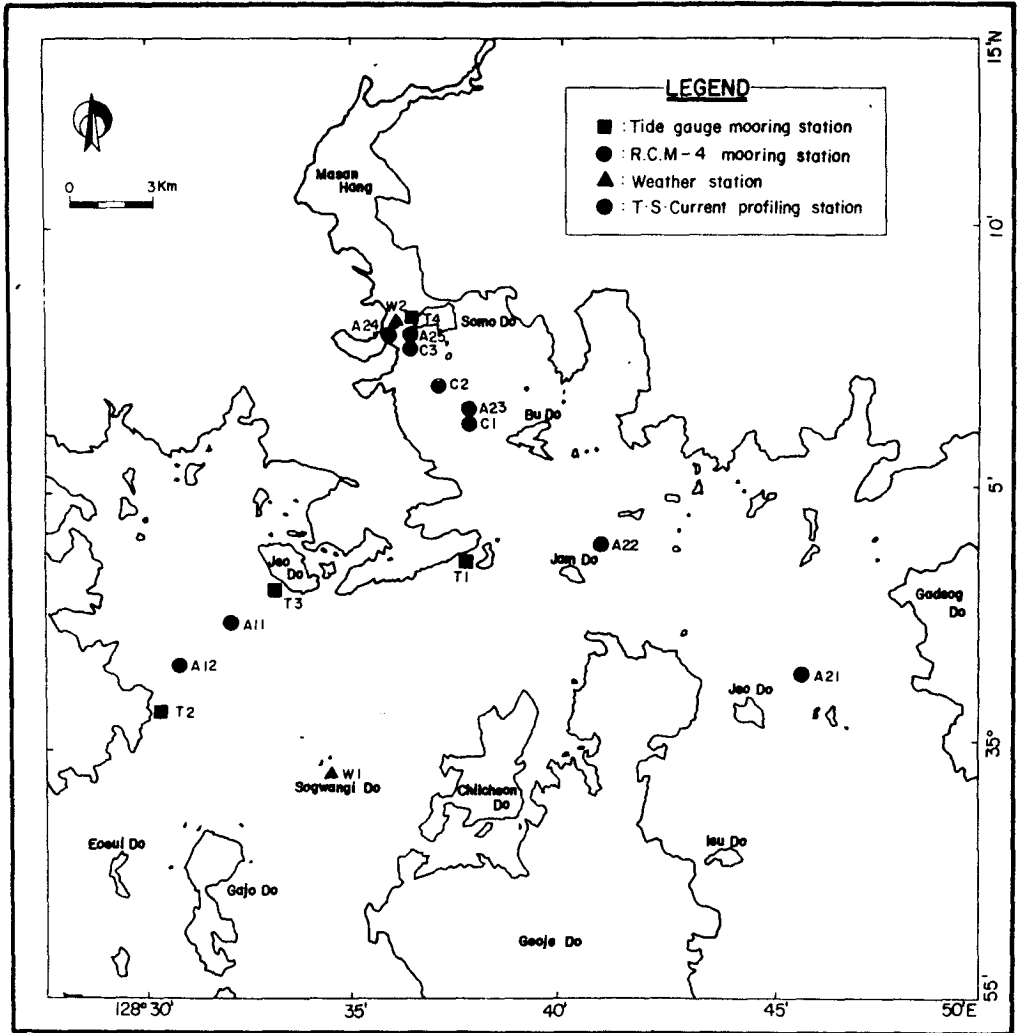 15'N
LEGEND
■ : Tide gauge mooring station
● : R.C.M-4 mooring station
▲ : Weather station
● : T·S·Current profiling station
0 3Km
Masan
Hang
10'
W2
T4
Somo Do
A24
A25
C3
C2
A23
Bu Do
C1
5'
A22
Jam Do
T1
Jeo
Do
T3
Gadeog
Do
A11
A12
A21
Jeo Do
T2
35°
W1
Sogwangi Do
Chilcheon
Do
Eoeui Do
Isu Do
Gajo Do
Geoje Do
55'
128°30' 35' 40' 45' 50'E